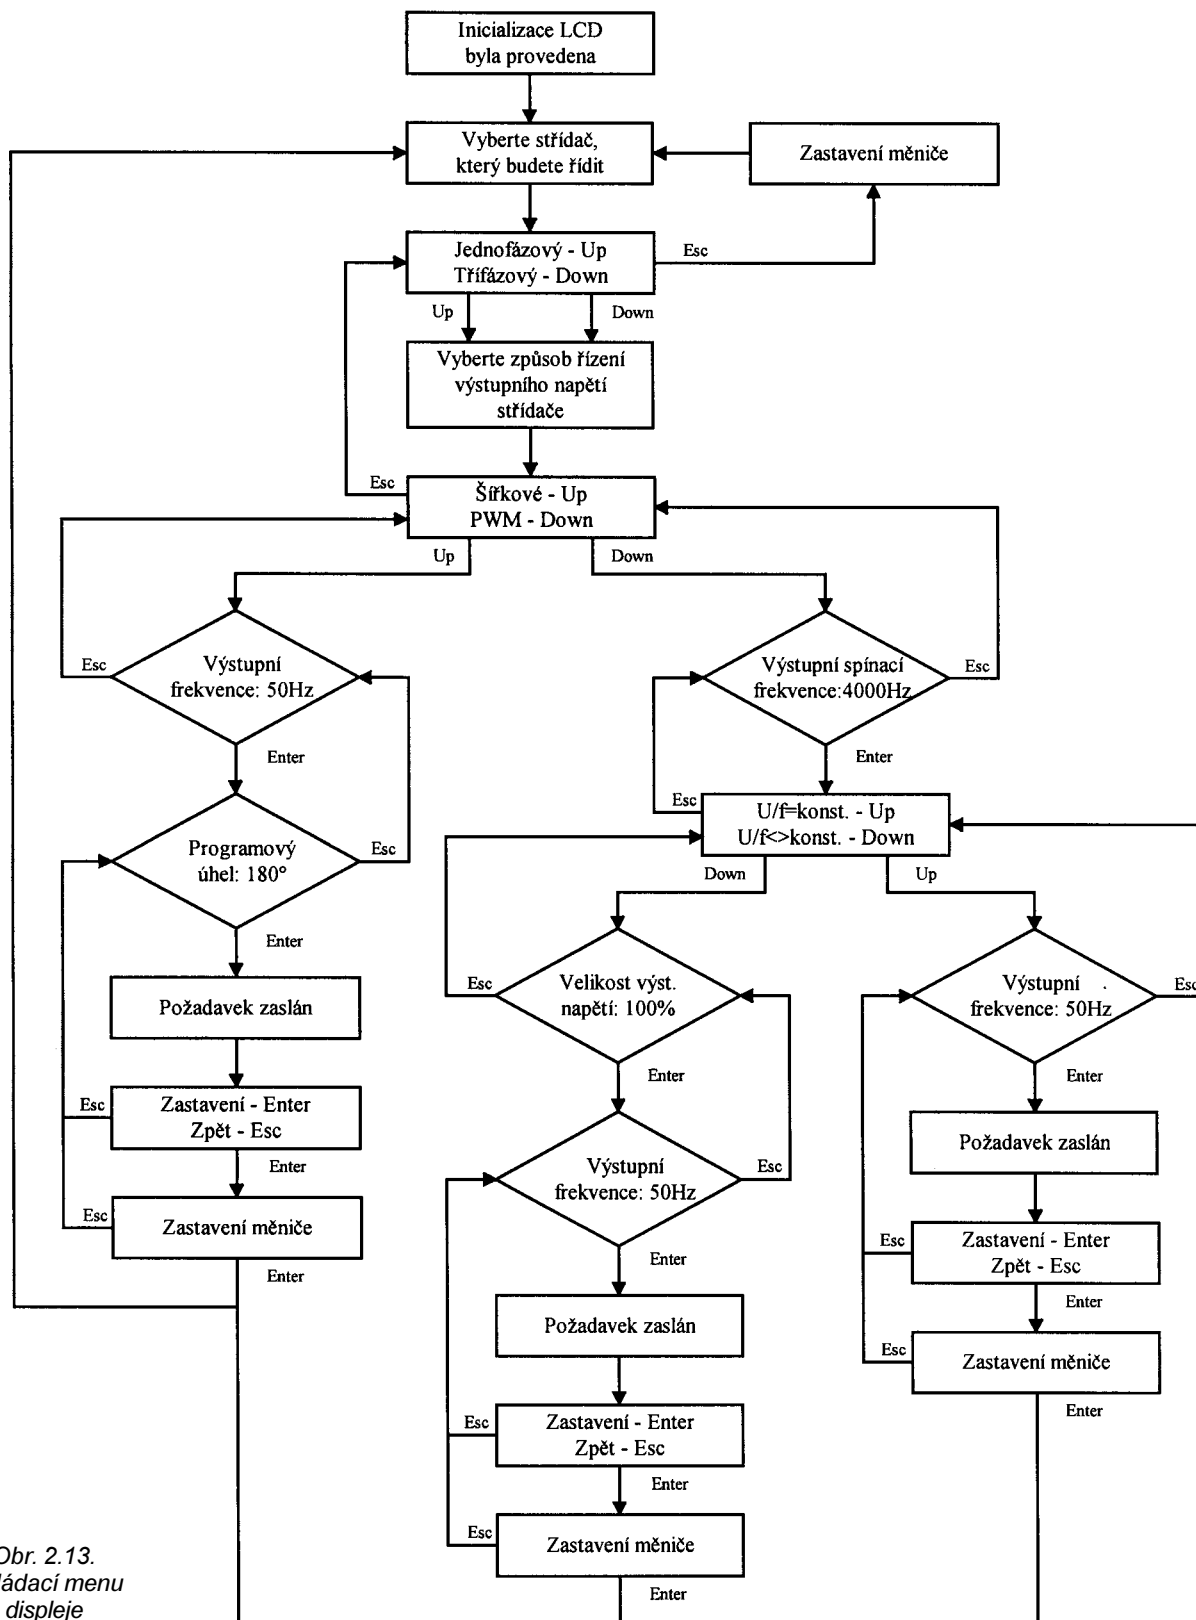 Inicializace LCD
byla provedena
Vyberte střídač,
který budete řídit
Zastavení měniče
Jednofázový - Up
Třífázový - Down
Esc
Up
Down
Vyberte způsob řízení
výstupního napětí
střídače
Esc
Šířkové - Up
PWM - Down
Up
Down
Esc
Výstupní
frekvence: 50Hz
Výstupní spínací
frekvence:4000Hz
Esc
Enter
Enter
Esc
U/f=konst. - Up
U/f<>konst. - Down
Programový
úhel: 180°
Esc
Down
Up
Enter
Požadavek zaslán
Esc
Velikost výst.
napětí: 100%
Výstupní
frekvence: 50Hz
Esc
Enter
Enter
Esc
Zastavení - Enter
Zpět - Esc
Enter
Výstupní
frekvence: 50Hz
Esc
Požadavek zaslán
Esc
Zastavení měniče
Enter
Enter
Esc
Zastavení - Enter
Zpět - Esc
Enter
Požadavek zaslán
Esc
Zastavení měniče
Enter
Esc
Zastavení - Enter
Zpět - Esc
Enter
Esc
Zastavení měniče
Enter
Obr. 2.13.
ládací menu
displeje